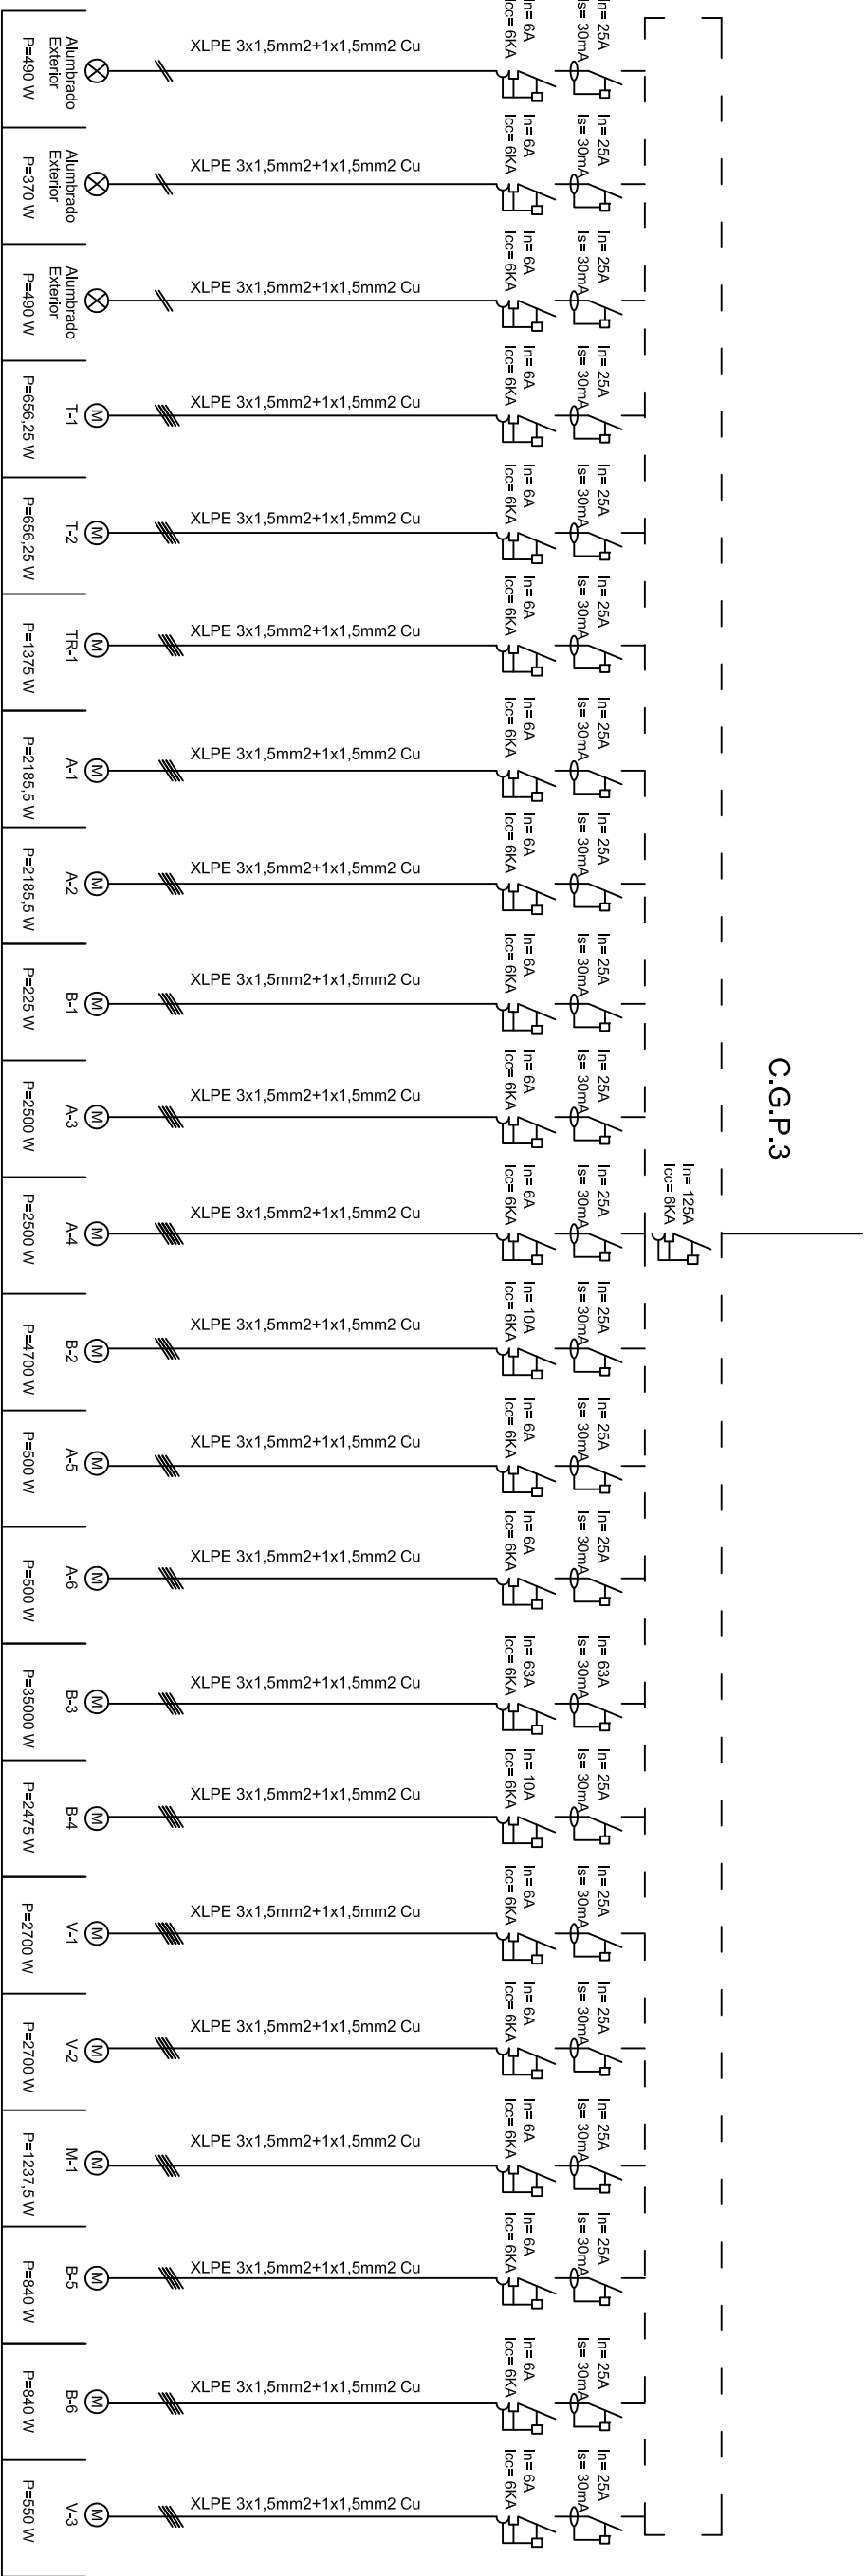 C.G.P.3
In= 125A
Icc= 6KA
In= 25A
Is= 30mA
In= 6A
Icc= 6KA
XLPE 3x1,5mm2+1x1,5mm2 Cu
Alumbrado
Exterior
P=490 W
In= 25A
Is= 30mA
In= 6A
Icc= 6KA
XLPE 3x1,5mm2+1x1,5mm2 Cu
Alumbrado
Exterior
P=370 W
In= 25A
Is= 30mA
In= 6A
Icc= 6KA
XLPE 3x1,5mm2+1x1,5mm2 Cu
Alumbrado
Exterior
P=490 W
In= 25A
Is= 30mA
In= 6A
Icc= 6KA
XLPE 3x1,5mm2+1x1,5mm2 Cu
M
T-1
P=656,25 W
In= 25A
Is= 30mA
In= 6A
Icc= 6KA
XLPE 3x1,5mm2+1x1,5mm2 Cu
M
T-2
P=656,25 W
In= 25A
Is= 30mA
In= 6A
Icc= 6KA
XLPE 3x1,5mm2+1x1,5mm2 Cu
M
TR-1
P=1375 W
In= 25A
Is= 30mA
In= 6A
Icc= 6KA
XLPE 3x1,5mm2+1x1,5mm2 Cu
M
A-1
P=2185,5 W
In= 25A
Is= 30mA
In= 6A
Icc= 6KA
XLPE 3x1,5mm2+1x1,5mm2 Cu
M
A-2
P=2185,5 W
In= 25A
Is= 30mA
In= 6A
Icc= 6KA
XLPE 3x1,5mm2+1x1,5mm2 Cu
M
B-1
P=225 W
In= 25A
Is= 30mA
In= 6A
Icc= 6KA
XLPE 3x1,5mm2+1x1,5mm2 Cu
M
A-3
P=2500 W
In= 25A
Is= 30mA
In= 6A
Icc= 6KA
XLPE 3x1,5mm2+1x1,5mm2 Cu
M
A-4
P=2500 W
In= 25A
Is= 30mA
In= 10A
Icc= 6KA
XLPE 3x1,5mm2+1x1,5mm2 Cu
M
B-2
P=4700 W
In= 25A
Is= 30mA
In= 6A
Icc= 6KA
XLPE 3x1,5mm2+1x1,5mm2 Cu
M
A-5
P=500 W
In= 25A
Is= 30mA
In= 6A
Icc= 6KA
XLPE 3x1,5mm2+1x1,5mm2 Cu
M
A-6
P=500 W
In= 63A
Is= 30mA
In= 63A
Icc= 6KA
XLPE 3x1,5mm2+1x1,5mm2 Cu
M
B-3
P=35000 W
In= 25A
Is= 30mA
In= 10A
Icc= 6KA
XLPE 3x1,5mm2+1x1,5mm2 Cu
M
B-4
P=2475 W
In= 25A
Is= 30mA
In= 6A
Icc= 6KA
XLPE 3x1,5mm2+1x1,5mm2 Cu
M
V-1
P=2700 W
In= 25A
Is= 30mA
In= 6A
Icc= 6KA
XLPE 3x1,5mm2+1x1,5mm2 Cu
M
V-2
P=2700 W
In= 25A
Is= 30mA
In= 6A
Icc= 6KA
XLPE 3x1,5mm2+1x1,5mm2 Cu
M
M-1
P=1237,5 W
In= 25A
Is= 30mA
In= 6A
Icc= 6KA
XLPE 3x1,5mm2+1x1,5mm2 Cu
M
B-5
P=840 W
In= 25A
Is= 30mA
In= 6A
Icc= 6KA
XLPE 3x1,5mm2+1x1,5mm2 Cu
M
B-6
P=840 W
In= 25A
Is= 30mA
In= 6A
Icc= 6KA
XLPE 3x1,5mm2+1x1,5mm2 Cu
M
V-3
P=550 W